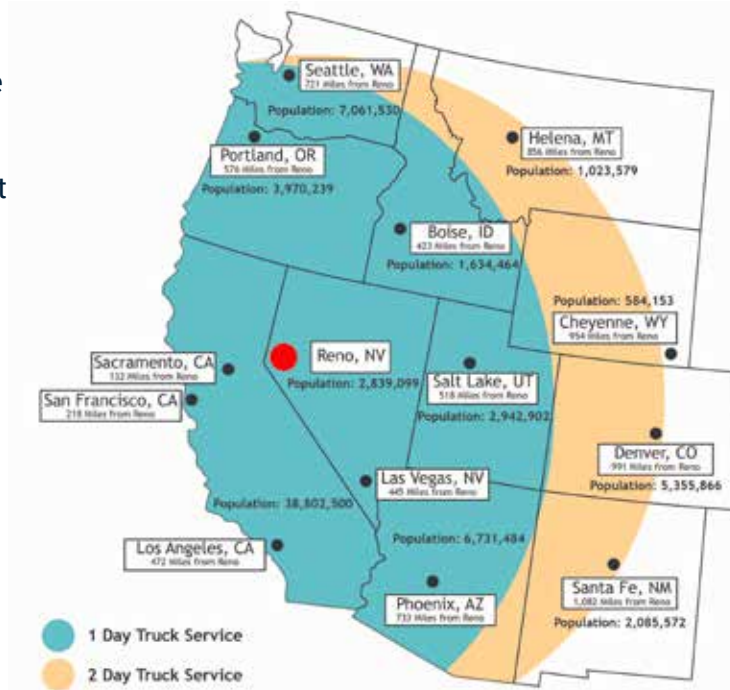 e
t
Seattle, WA
721 Miles from Reno
Population: 7,061,530
Portland, OR
576 Miles from Reno
Population: 3,970,239
Helena, MT
856 Miles from Reno
Population: 1,023,579
Boise, ID
423 Miles from Reno
Population: 1,634,464
Population: 584,153
Cheyenne, WY
954 Miles from Reno
Reno, NV
Population: 2,839,099
Sacramento, CA
132 Miles from Reno
San Francisco, CA
218 Miles from Reno
Salt Lake, UT
518 Miles from Reno
Population: 2,942,902
Denver, CO
991 Miles from Reno
Population: 5,355,866
Las Vegas, NV
445 Miles from Reno
Population: 38,802,500
Population: 6,731,484
Los Angeles, CA
472 Miles from Reno
Phoenix, AZ
733 Miles from Reno
Santa Fe, NM
1,082 Miles from Reno
Population: 2,085,572
1 Day Truck Service
2 Day Truck Service